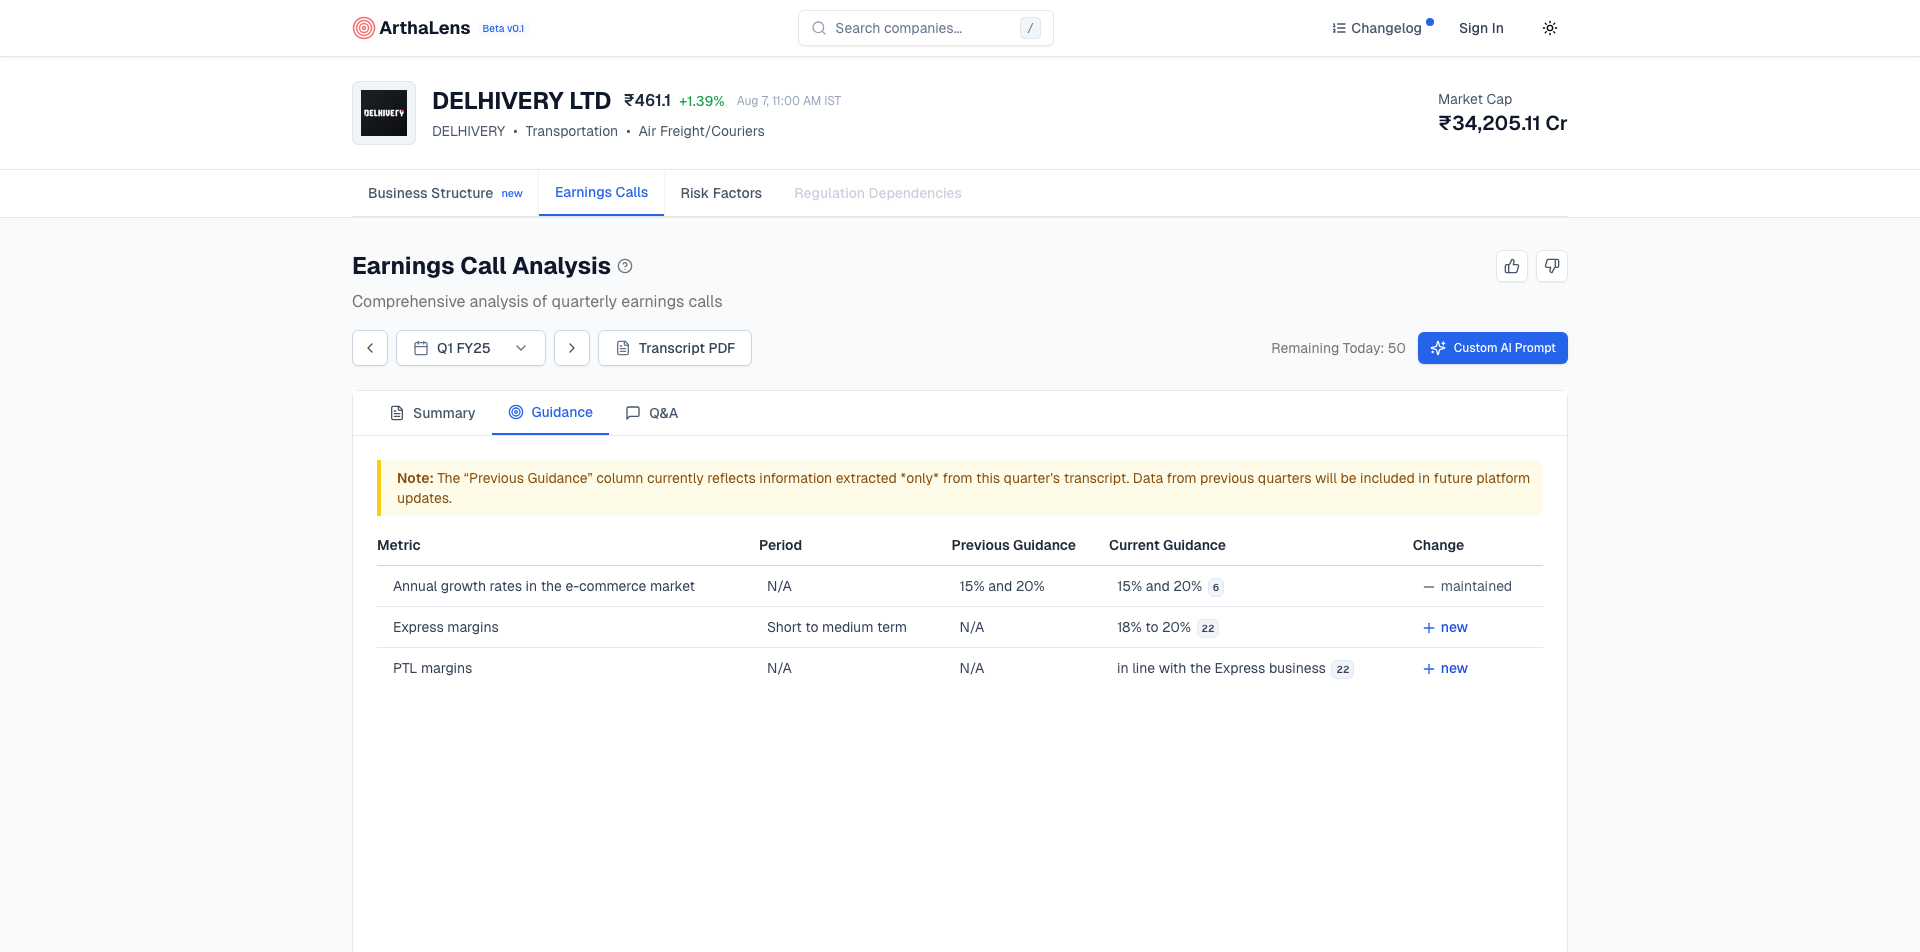 ArthaLens Beta v0.1 Search companies... / Changelog Sign In
DELHIVERY
DELHIVERY LTD ₹461.1 +1.39% Aug 7, 11:00 AM IST
DELHIVERY • Transportation • Air Freight/Couriers
Market Cap
₹34,205.11 Cr
Business Structure new Earnings Calls Risk Factors Regulation Dependencies
Earnings Call Analysis ?
Comprehensive analysis of quarterly earnings calls
Q1 FY25 Transcript PDF Remaining Today: 50 Custom AI Prompt
Summary Guidance Q&A
Note: The “Previous Guidance” column currently reflects information extracted *only* from this quarter's transcript. Data from previous quarters will be included in future platform
updates.
Metric Period Previous Guidance Current Guidance Change
Annual growth rates in the e-commerce market N/A 15% and 20% 15% and 20% 6 — maintained
Express margins Short to medium term N/A 18% to 20% 22 + new
PTL margins N/A N/A in line with the Express business 22 + new